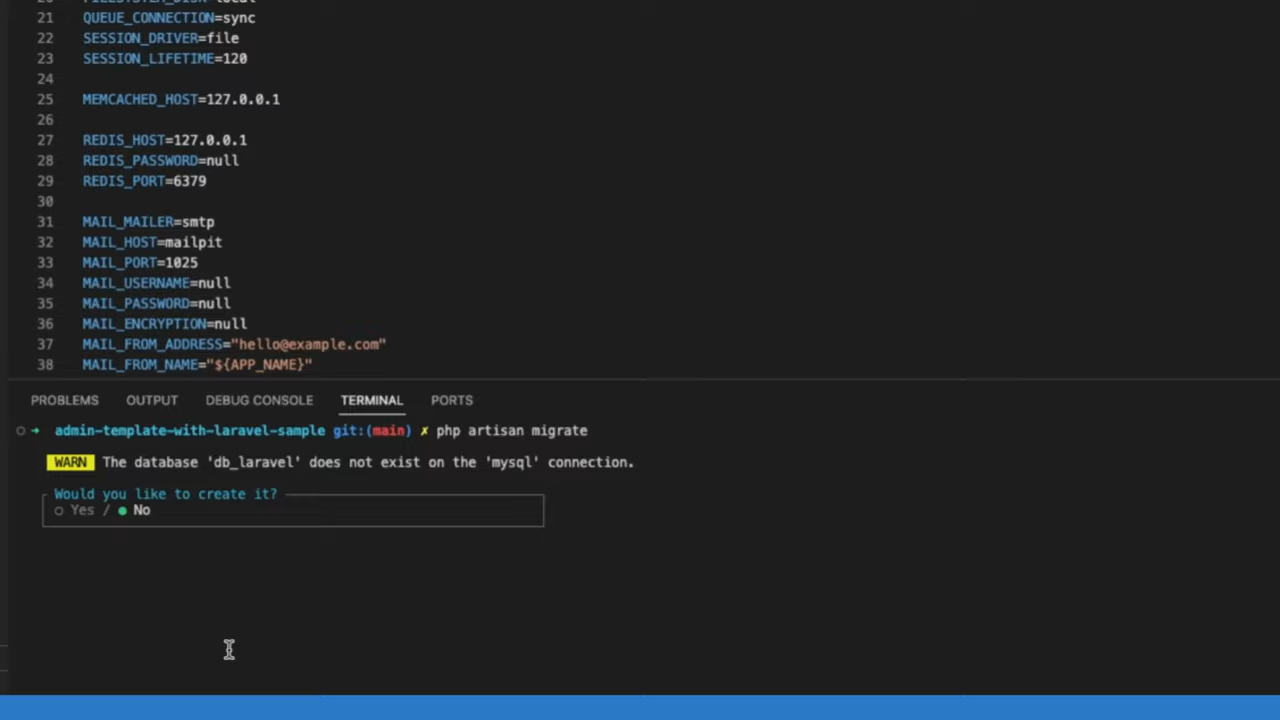 21 QUEUE_CONNECTION=sync
22 SESSION_DRIVER=file
23 SESSION_LIFETIME=120
24
25 MEMCACHED_HOST=127.0.0.1
26
27 REDIS_HOST=127.0.0.1
28 REDIS_PASSWORD=null
29 REDIS_PORT=6379
30
31 MAIL_MAILER=smtp
32 MAIL_HOST=mailpit
33 MAIL_PORT=1025
34 MAIL_USERNAME=null
35 MAIL_PASSWORD=null
36 MAIL_ENCRYPTION=null
37 MAIL_FROM_ADDRESS="hello@example.com"
38 MAIL_FROM_NAME="${APP_NAME}"
PROBLEMS OUTPUT DEBUG CONSOLE TERMINAL PORTS
➜ admin-template-with-laravel-sample git:(main) ✗ php artisan migrate
WARN The database 'db_laravel' does not exist on the 'mysql' connection.
Would you like to create it?
○ Yes / ● No